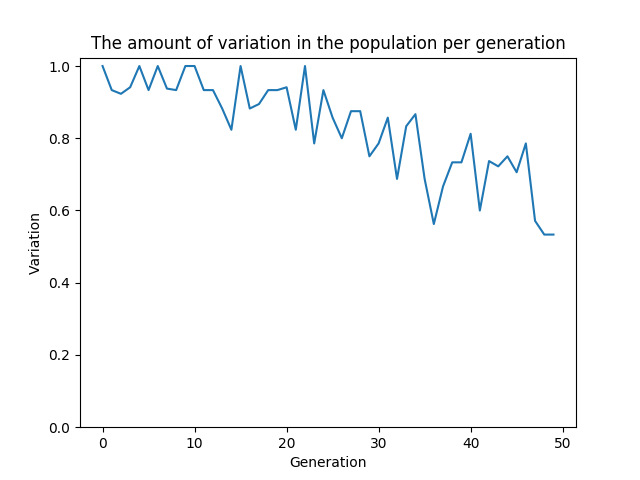 The amount of variation in the population per generation
1.0
0.8
0.6
0.4
0.2
0.0
Variation
0 10 20 30 40 50
Generation